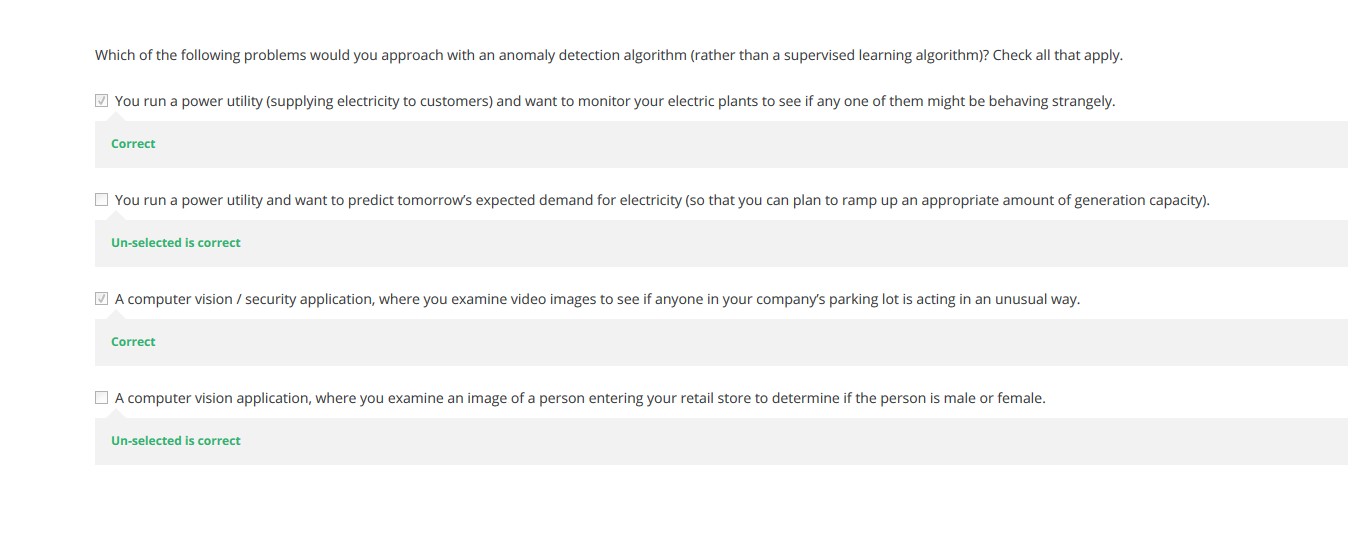 Which of the following problems would you approach with an anomaly detection algorithm (rather than a supervised learning algorithm)? Check all that apply.
You run a power utility (supplying electricity to customers) and want to monitor your electric plants to see if any one of them might be behaving strangely.
Correct
You run a power utility and want to predict tomorrow’s expected demand for electricity (so that you can plan to ramp up an appropriate amount of generation capacity).
Un-selected is correct
A computer vision / security application, where you examine video images to see if anyone in your company’s parking lot is acting in an unusual way.
Correct
A computer vision application, where you examine an image of a person entering your retail store to determine if the person is male or female.
Un-selected is correct